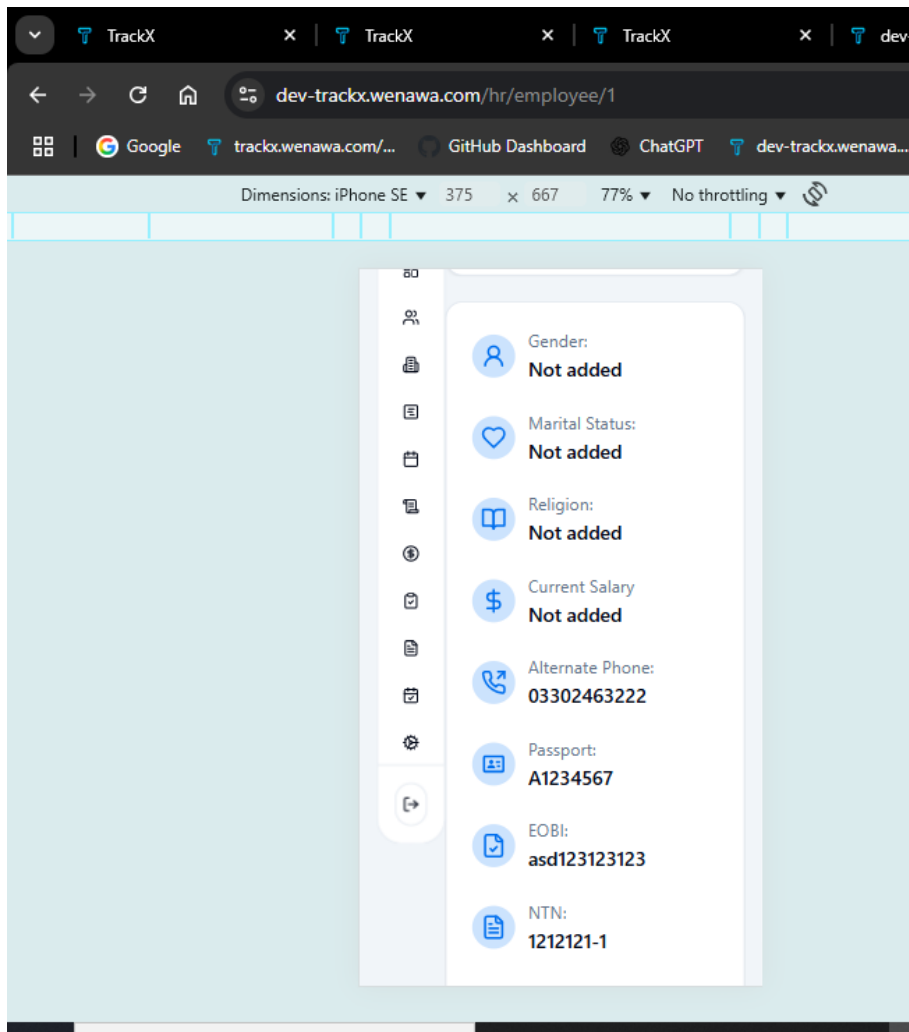 TrackX
TrackX
TrackX
dev-
dev-trackx.wenawa.com/hr/employee/1
Google
trackx.wenawa.com/...
GitHub Dashboard
ChatGPT
dev-trackx.wenawa...
Dimensions: iPhone SE 375 x 667 77% No throttling
Gender:
Not added
Marital Status:
Not added
Religion:
Not added
Current Salary
Not added
Alternate Phone:
03302463222
Passport:
A1234567
EOBI:
asd123123123
NTN:
1212121-1